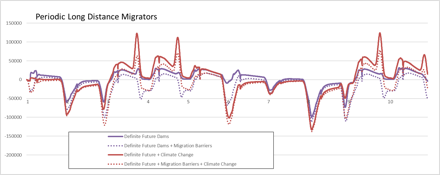 Periodic Long Distance Migrators
150000
100000
50000
0
-50000
-100000
-150000
-200000
1
4
5
7
10
Definite Future Dams
Definite Future Dams + Migration Barriers
Definite Future + Climate Change
Definite Future + Migration Barriers + Climate Change